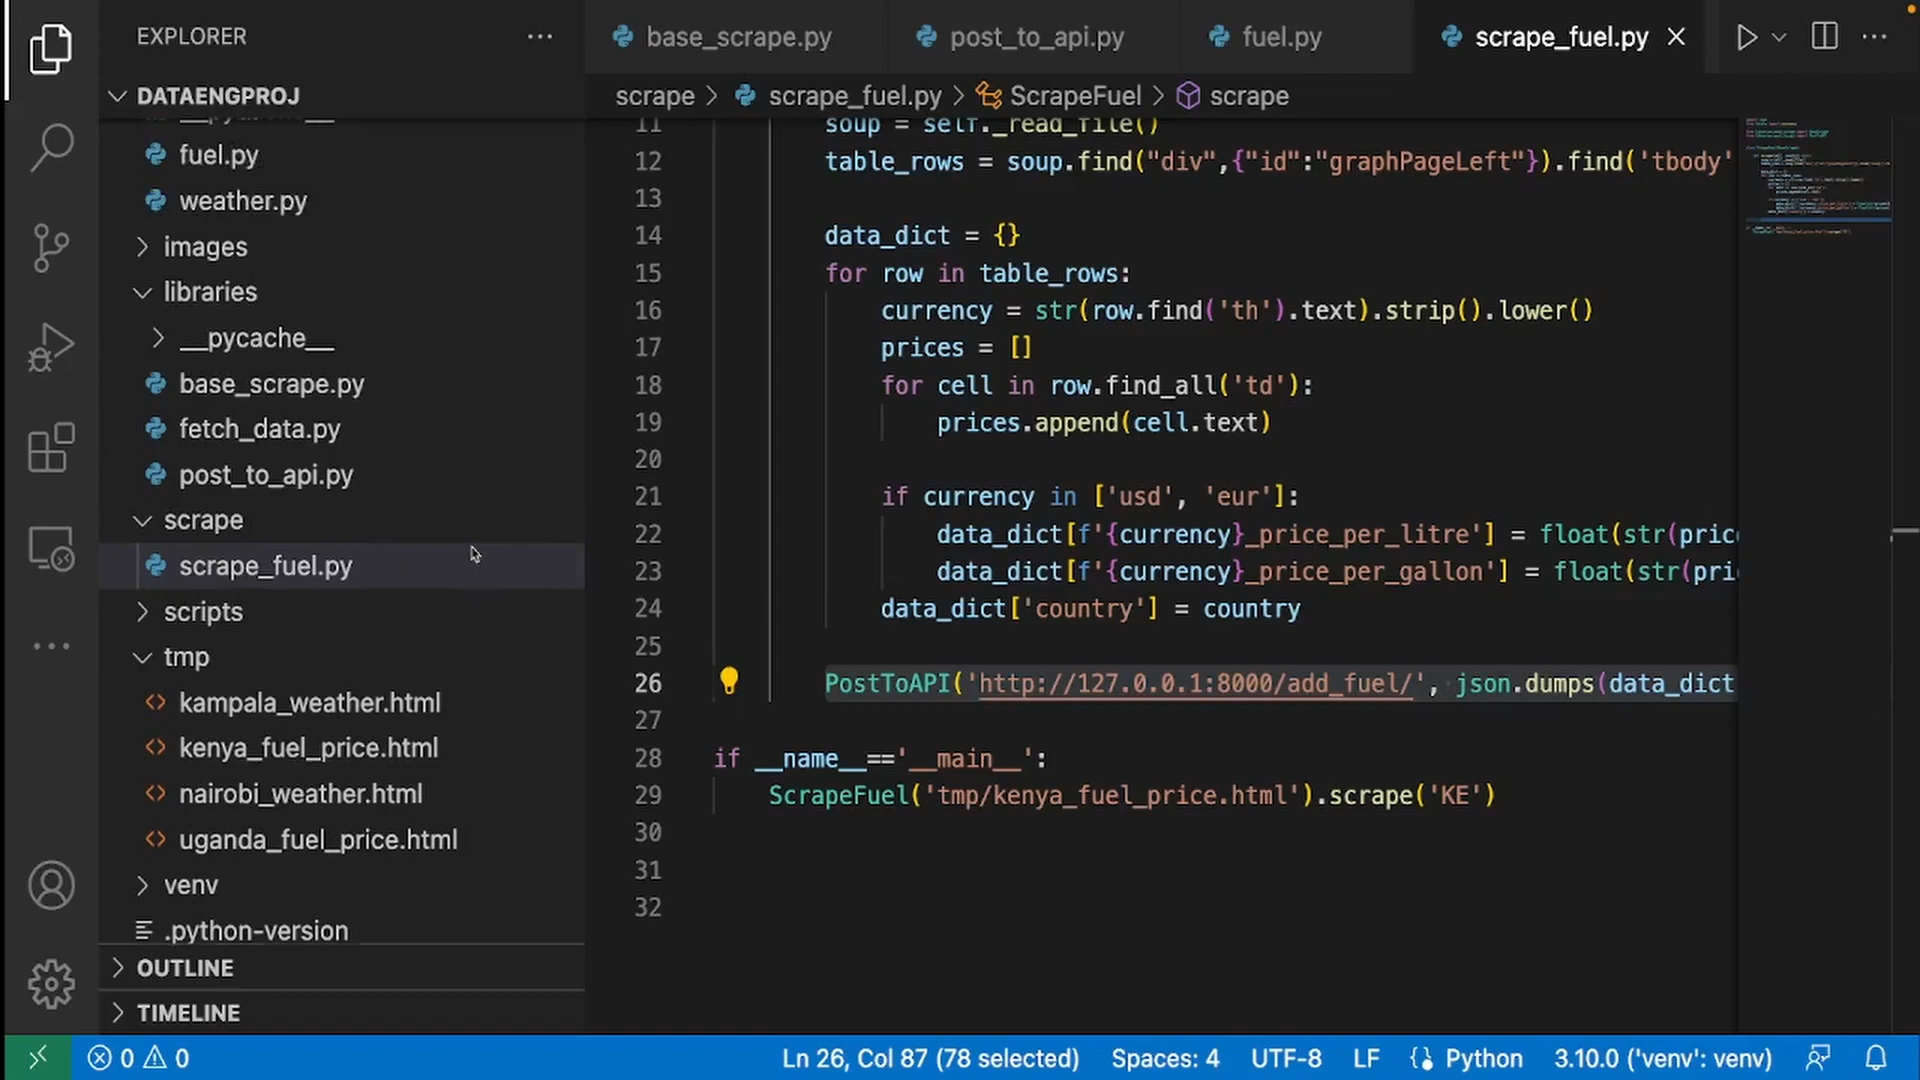 EXPLORER
base_scrape.py
post_to_api.py
fuel.py
scrape_fuel.py
DATAENGPROJ
scrape > scrape_fuel.py > ScrapeFuel > scrape
fuel.py
weather.py
images
libraries
__pycache__
base_scrape.py
fetch_data.py
post_to_api.py
scrape
scrape_fuel.py
scripts
tmp
kampala_weather.html
kenya_fuel_price.html
nairobi_weather.html
uganda_fuel_price.html
venv
.python-version
OUTLINE
TIMELINE
11 soup = self._read_file()
12 table_rows = soup.find("div",{"id":"graphPageLeft"}).find('tbody'
13
14 data_dict = {}
15 for row in table_rows:
16 currency = str(row.find('th').text).strip().lower()
17 prices = []
18 for cell in row.find_all('td'):
19 prices.append(cell.text)
20
21 if currency in ['usd', 'eur']:
22 data_dict[f'{currency}_price_per_litre'] = float(str(pric
23 data_dict[f'{currency}_price_per_gallon'] = float(str(pri
24 data_dict['country'] = country
25
26 PostToAPI('http://127.0.0.1:8000/add_fuel/', json.dumps(data_dict
27
28 if __name__=='__main__':
29 ScrapeFuel('tmp/kenya_fuel_price.html').scrape('KE')
30
31
32
0 0 Ln 26, Col 87 (78 selected) Spaces: 4 UTF-8 LF Python 3.10.0 ('venv': venv)